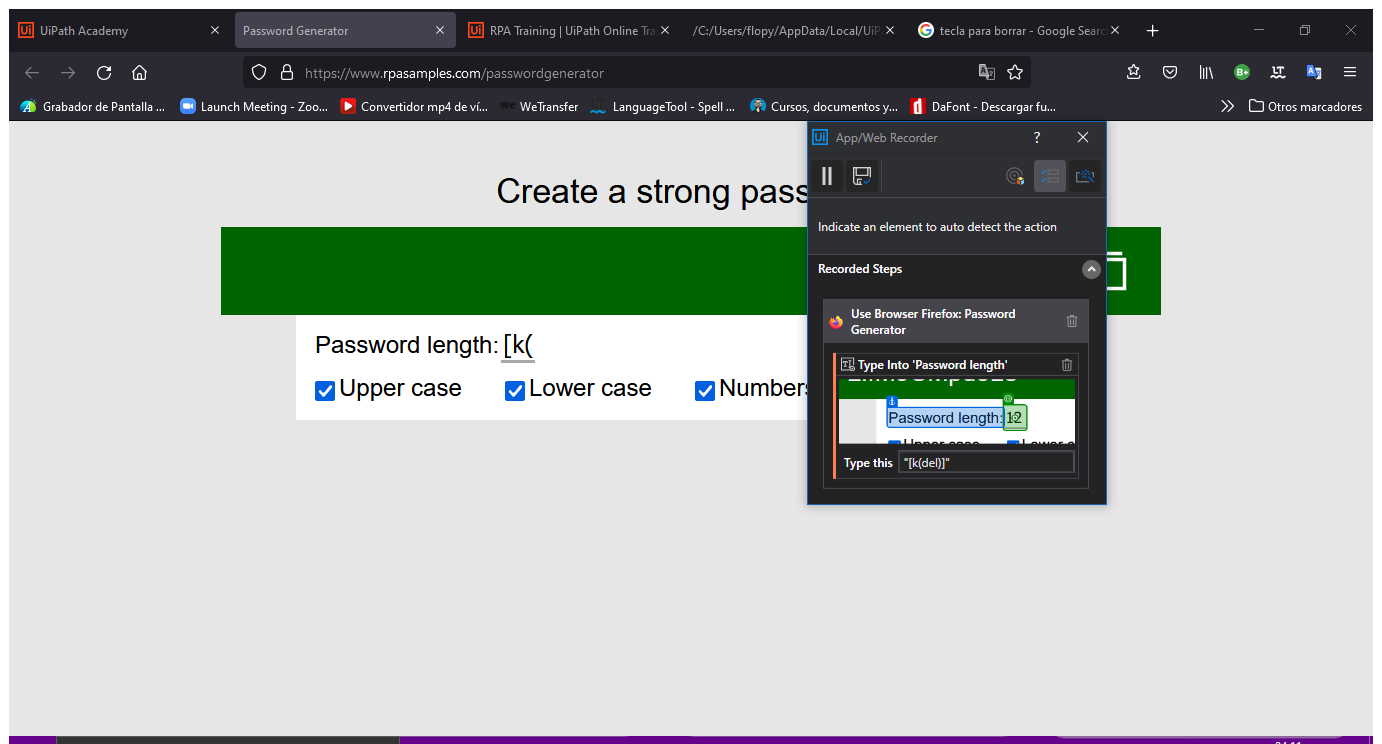 UiPath Academy
Password Generator
RPA Training | UiPath Online Tra
/C:/Users/flopy/AppData/Local/UiP
tecla para borrar - Google Searc
https://www.rpasamples.com/passwordgenerator
Grabador de Pantalla ...
Launch Meeting - Zoo...
Convertidor mp4 de ví...
WeTransfer
LanguageTool - Spell ...
Cursos, documentos y...
DaFont - Descargar fu...
Otros marcadores
Create a strong pass
Password length: [k(
Upper case
Lower case
Numbers
Ui App/Web Recorder ?
Indicate an element to auto detect the action
Recorded Steps
Use Browser Firefox: Password
Generator
Type Into 'Password length'
Password length: 12
Type this "[k(del)]"